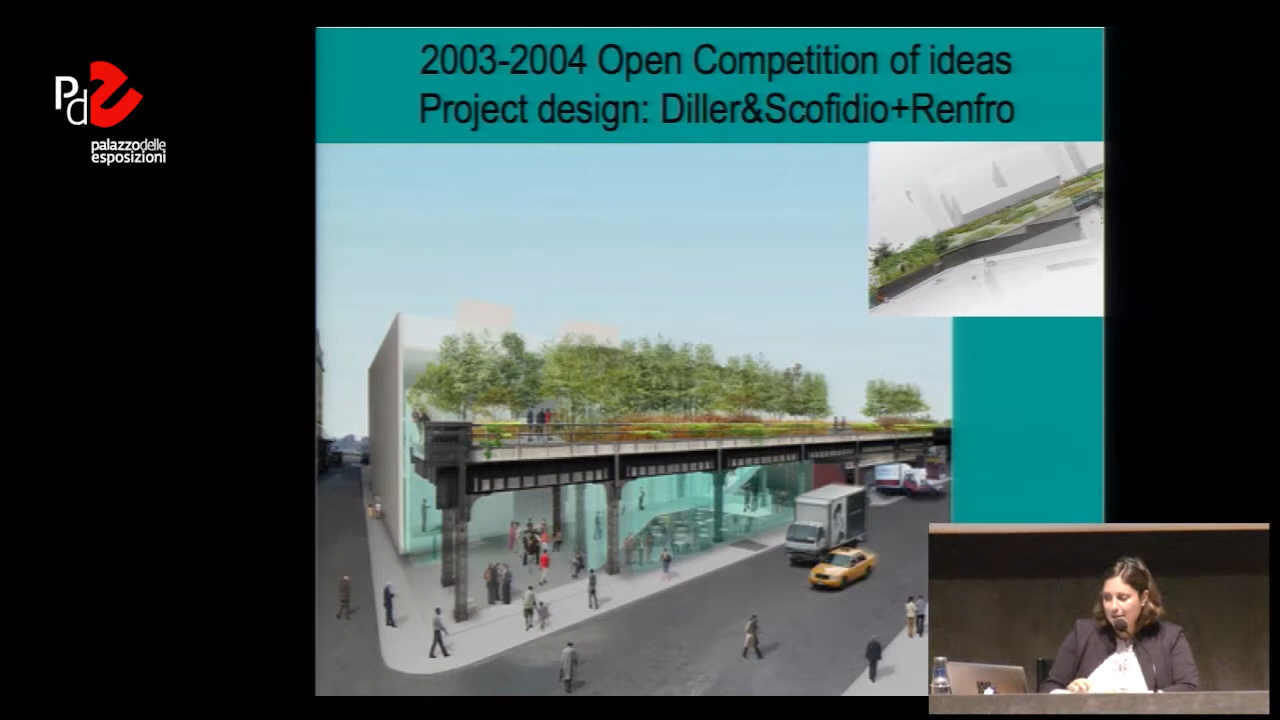 2003-2004 Open Competition of ideas
Project design: Diller&Scofidio+Renfro
Pd
palazzodelle
esposizioni